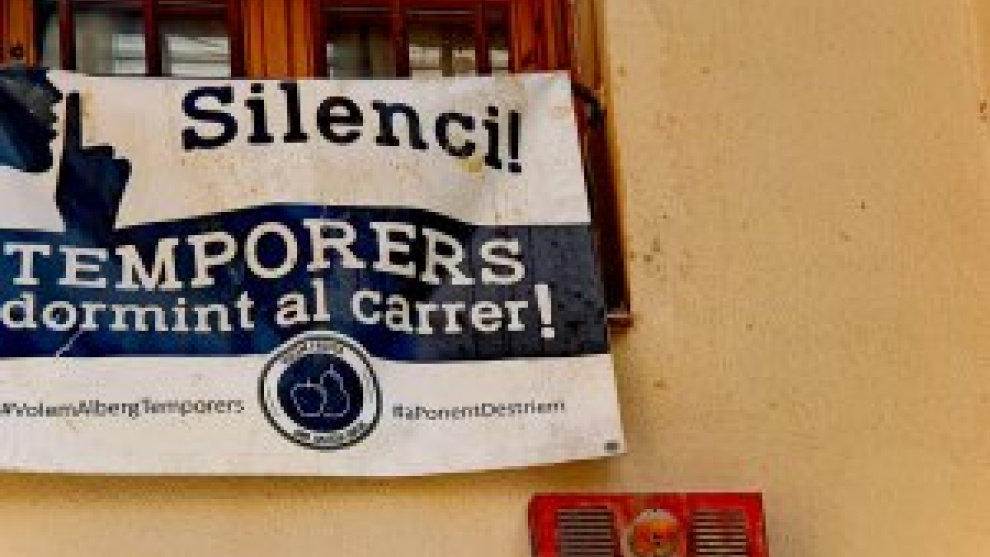 Silenci!
TEMPORERS
dormint al carrer!
#VolemAlbergTemporers
#aPonentDestriem